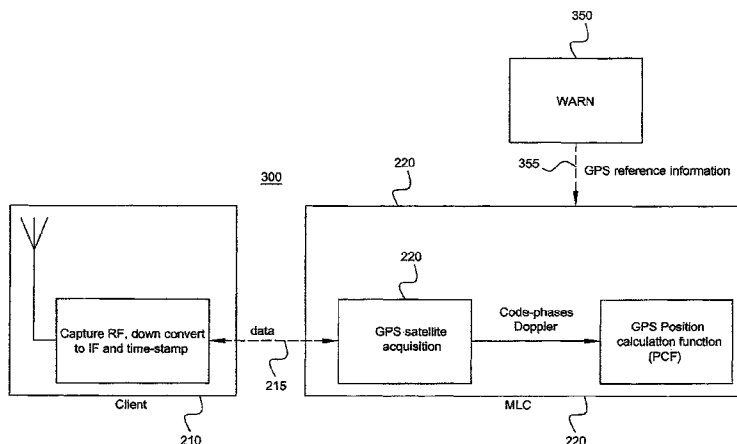 350
WARN
355
GPS reference information
300
220
220
Capture RF, down convert
to IF and time-stamp
data
215
GPS satellite
acquisition
Code-phases
Doppler
GPS Position
calculation function
(PCF)
Client
210
MLC
220